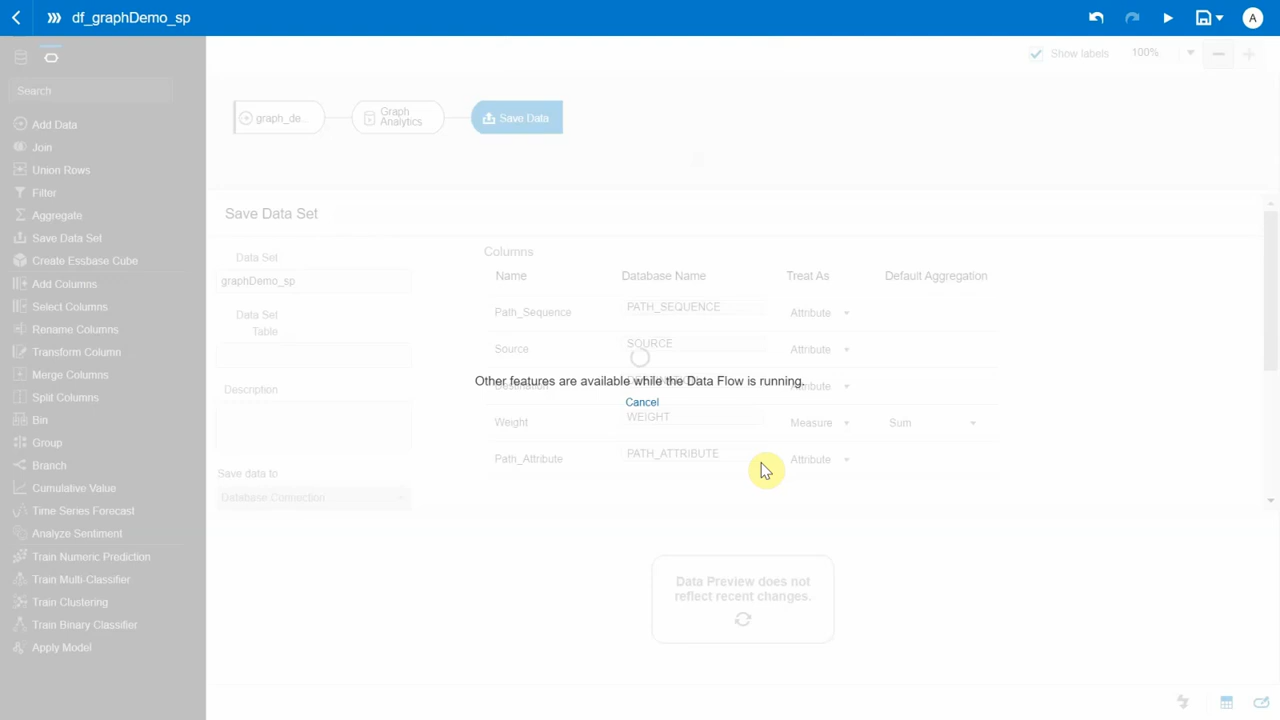 df_graphDemo_sp
A
Show labels
100%
Search
Add Data
Join
Union Rows
Filter
Aggregate
Save Data Set
Create Essbase Cube
Add Columns
Select Columns
Rename Columns
Transform Column
Merge Columns
Split Columns
Bin
Group
Branch
Cumulative Value
Time Series Forecast
Analyze Sentiment
Train Numeric Prediction
Train Multi-Classifier
Train Clustering
Train Binary Classifier
Apply Model
graph_de...
Graph
Analytics
Save Data
Save Data Set
Data Set
graphDemo_sp
Data Set
Table
Description
Save data to
Database Connection
Columns
Name Database Name Treat As Default Aggregation
Path_Sequence PATH_SEQUENCE Attribute
Source SOURCE Attribute
Other features are available while the Data Flow is running.
Attribute
Cancel
Weight WEIGHT Measure Sum
Path_Attribute PATH_ATTRIBUTE Attribute
Data Preview does not
reflect recent changes.